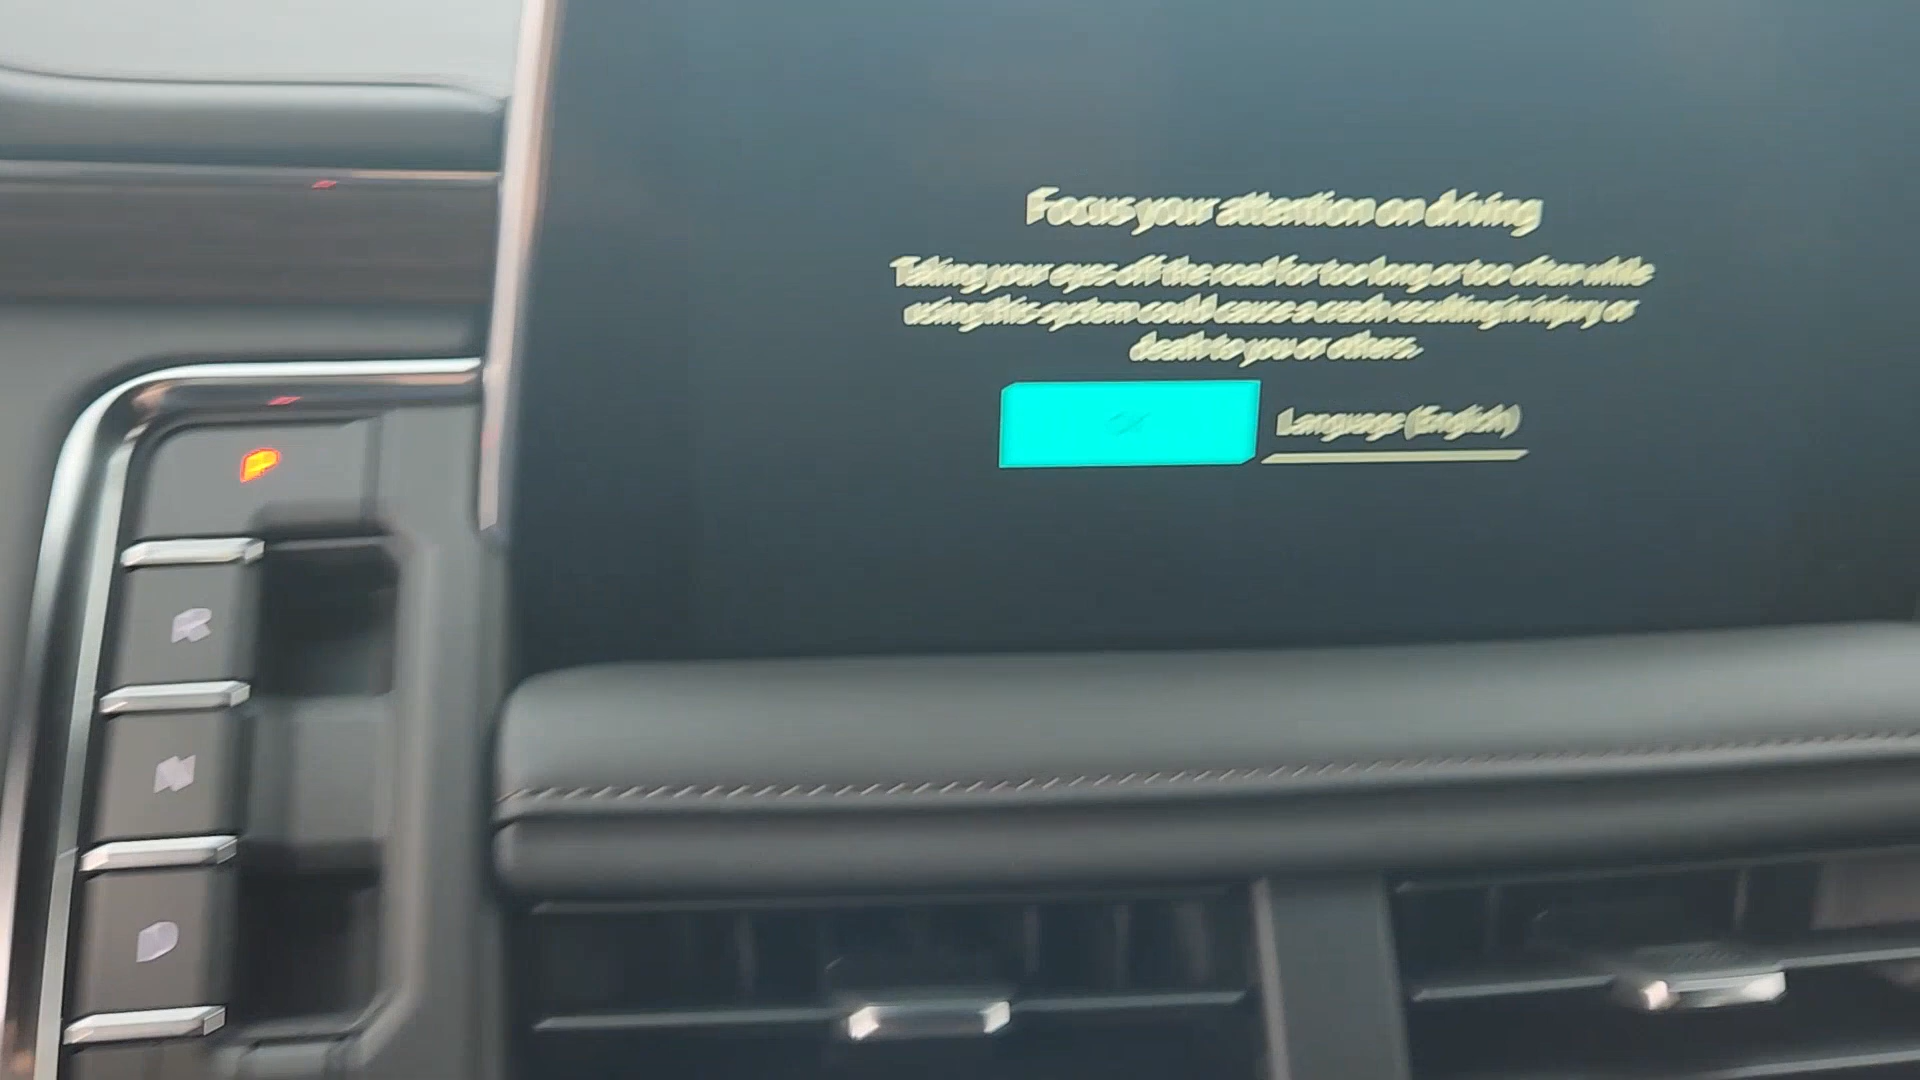 Focus your attention on driving
Taking your eyes off the road for too long or too often while
using this system could cause a crash resulting in injury or
death to you or others.
OK
Language (English)
P
R
N
D